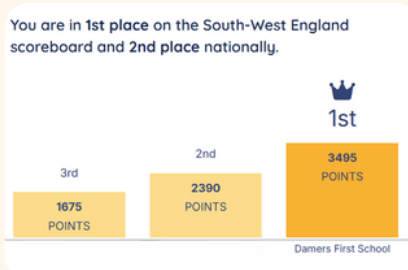 You are in 1st place on the South-West England
scoreboard and 2nd place nationally.
1st
2nd
3rd
3495
POINTS
2390
POINTS
1675
POINTS
Damers First School